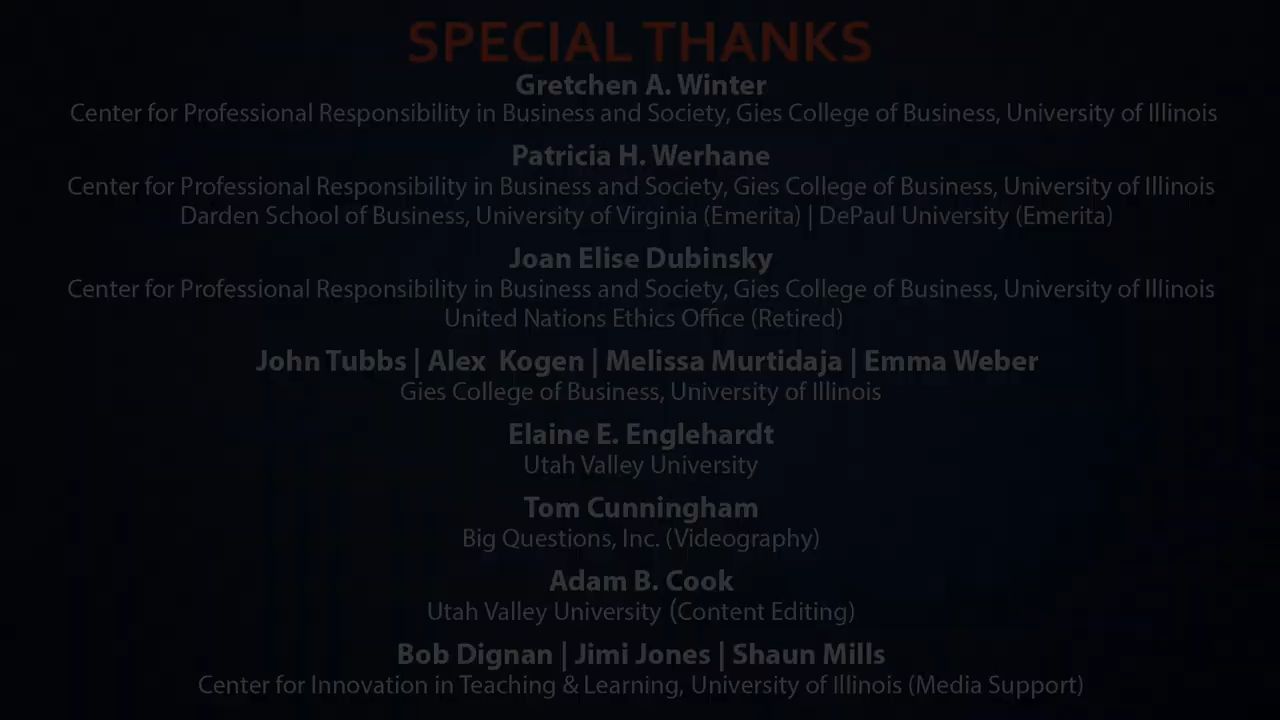 SPECIAL THANKS
Gretchen A. Winter
Center for Professional Responsibility in Business and Society, Gies College of Business, University of Illinois
Patricia H. Werhane
Center for Professional Responsibility in Business and Society, Gies College of Business, University of Illinois
Darden School of Business, University of Virginia (Emerita) | DePaul University (Emerita)
Joan Elise Dubinsky
Center for Professional Responsibility in Business and Society, Gies College of Business, University of Illinois
United Nations Ethics Office (Retired)
John Tubbs | Alex Kogen | Melissa Murtidaja | Emma Weber
Gies College of Business, University of Illinois
Elaine E. Englehardt
Utah Valley University
Tom Cunningham
Big Questions, Inc. (Videography)
Adam B. Cook
Utah Valley University (Content Editing)
Bob Dignan | Jimi Jones | Shaun Mills
Center for Innovation in Teaching & Learning, University of Illinois (Media Support)